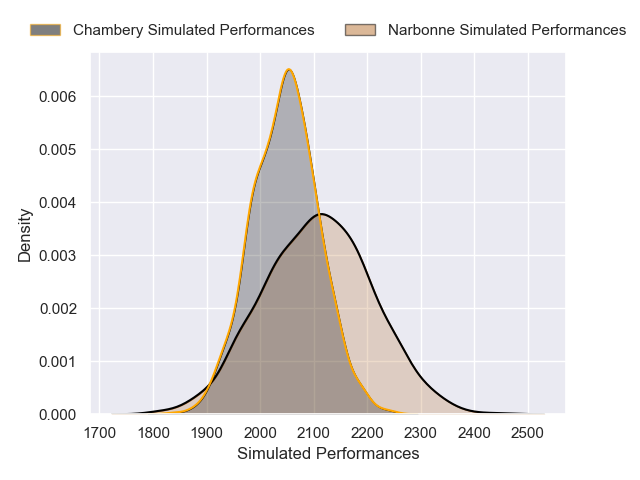 Chambery Simulated Performances Narbonne Simulated Performances
0.006
0.005
0.004
0.003
0.002
0.001
0.000
Density
1700 1800 1900 2000 2100 2200 2300 2400 2500
Simulated Performances